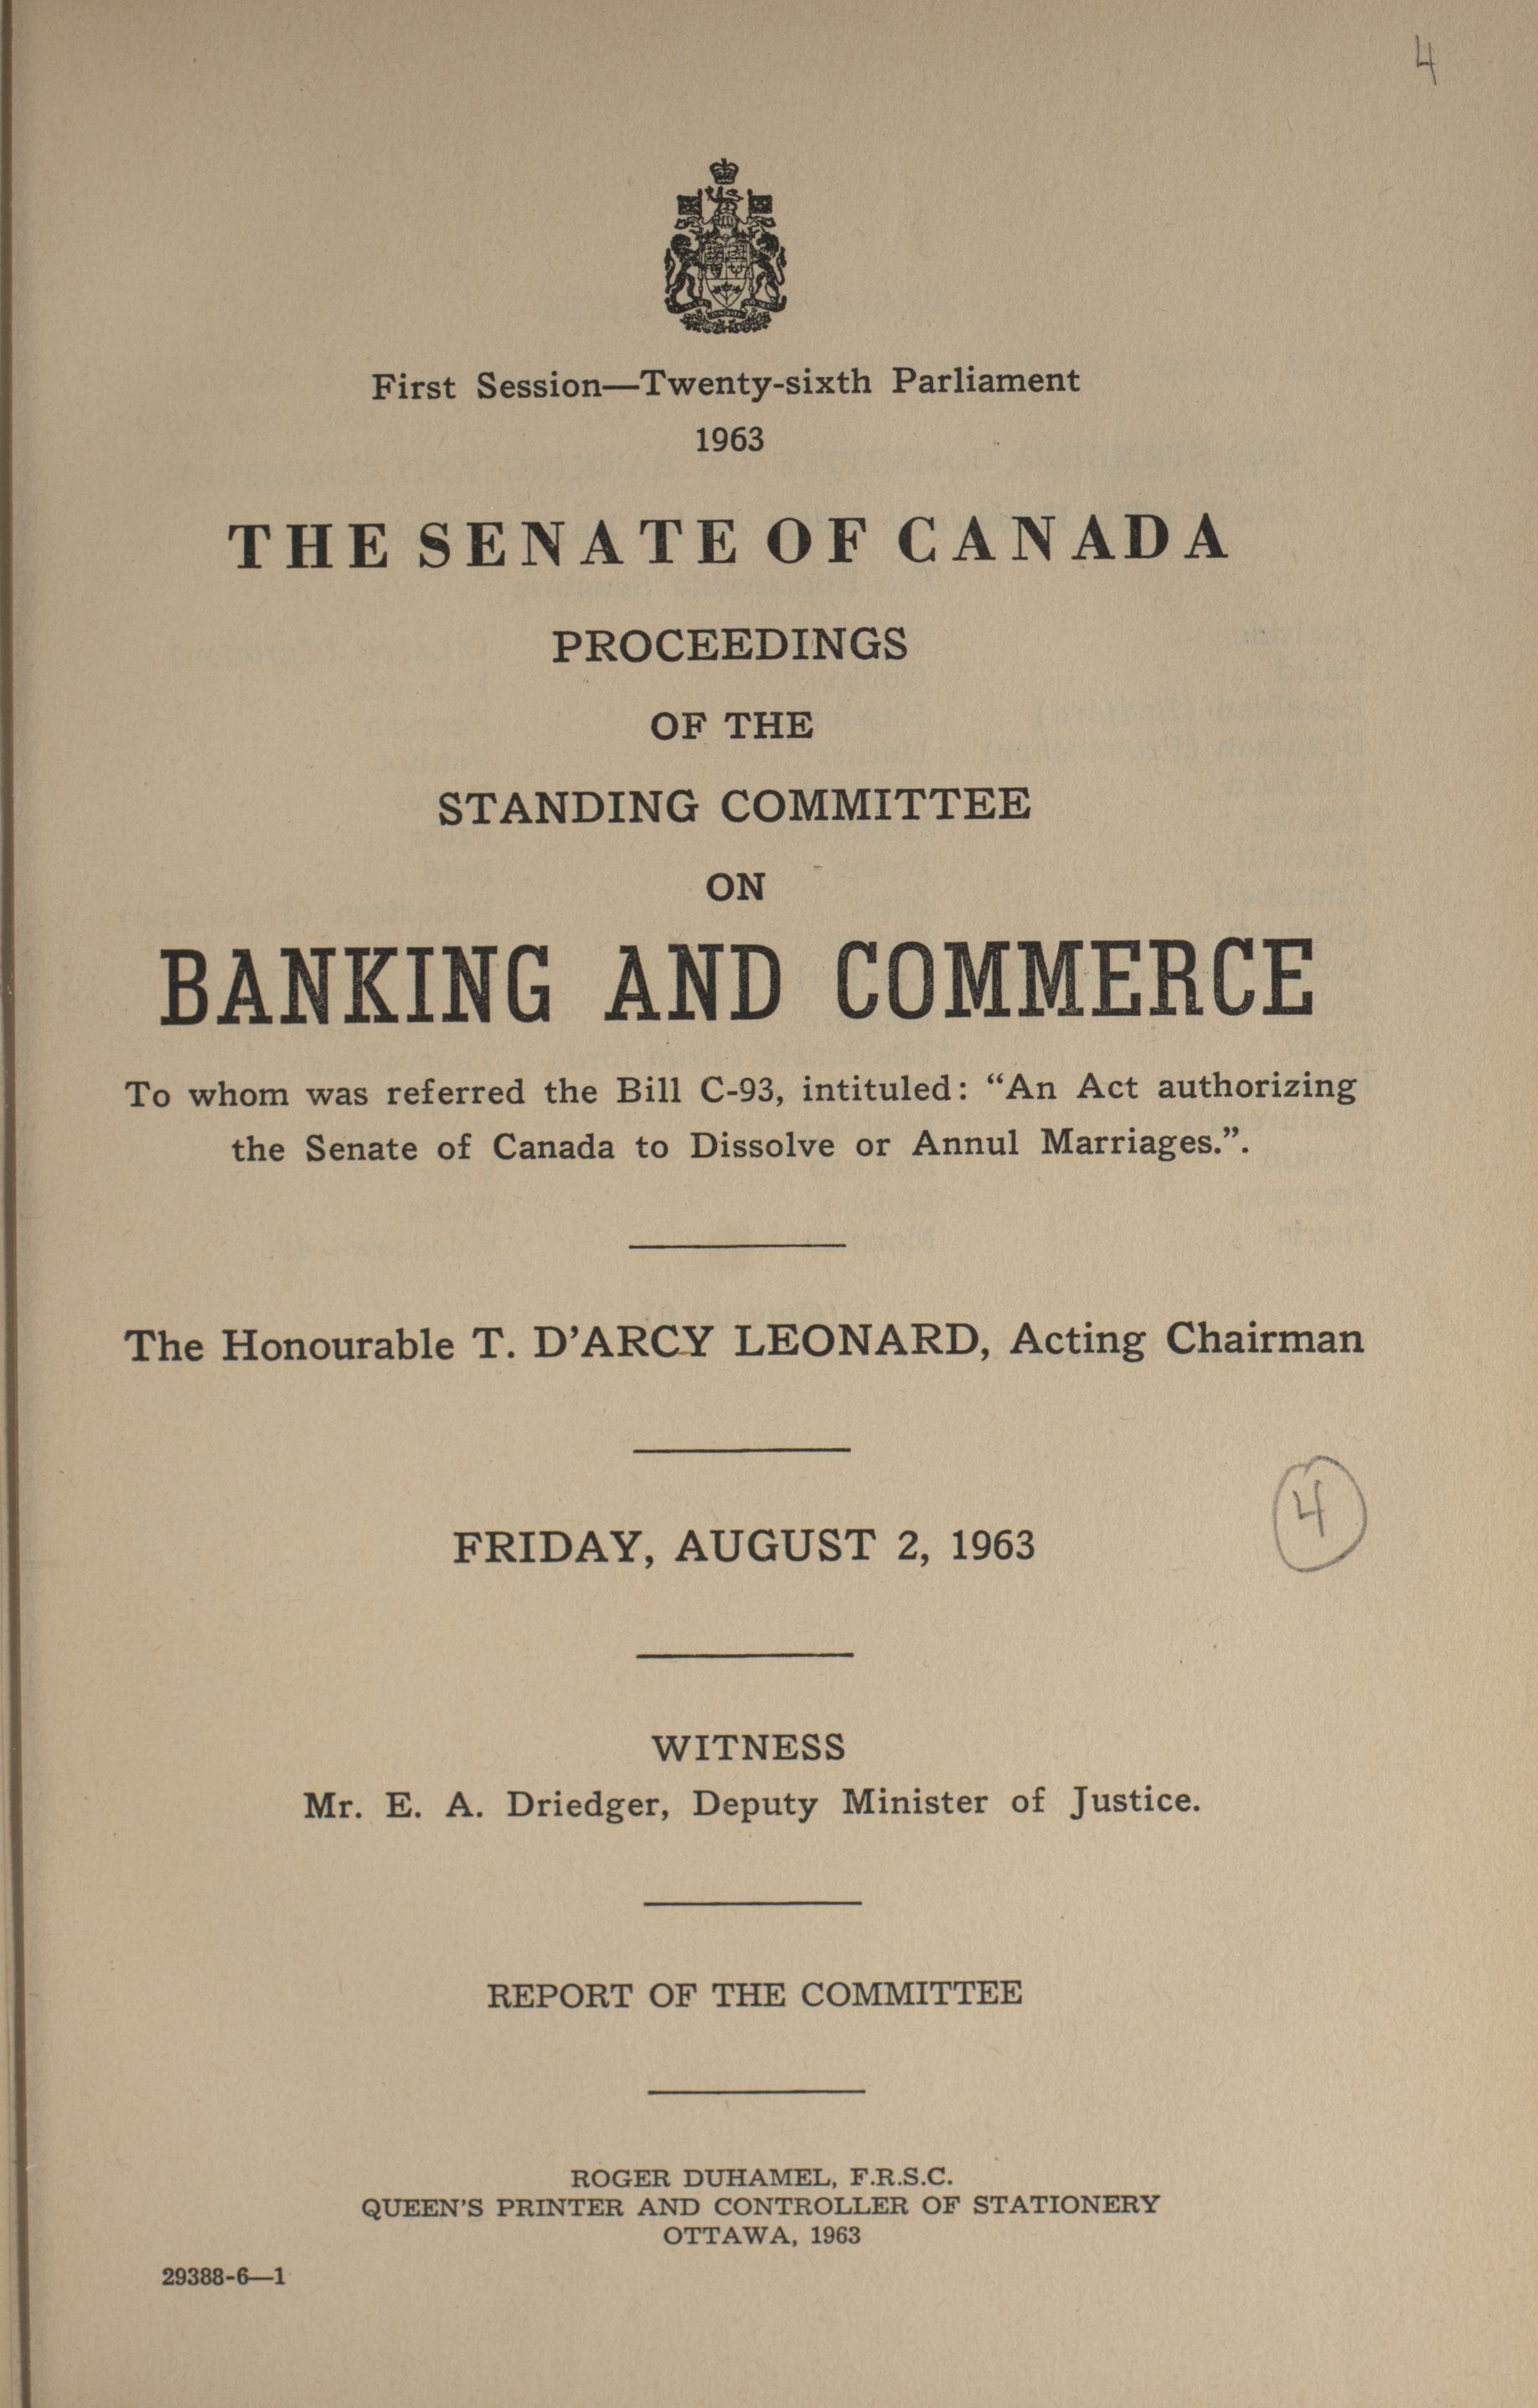 4
First Session—Twenty-sixth Parliament
1963
THE SENATE OF CANADA
PROCEEDINGS
OF THE
STANDING COMMITTEE
ON
BANKING AND COMMERCE
To whom was referred the Bill C-93, intituled: “An Act authorizing
the Senate of Canada to Dissolve or Annul Marriages.”.
The Honourable T. D’ARCY LEONARD, Acting Chairman
FRIDAY, AUGUST 2, 1963
4
WITNESS
Mr. E. A. Driedger, Deputy Minister of Justice.
REPORT OF THE COMMITTEE
ROGER DUHAMEL, F.R.S.C.
QUEEN’S PRINTER AND CONTROLLER OF STATIONERY
OTTAWA, 1963
29388-6—1